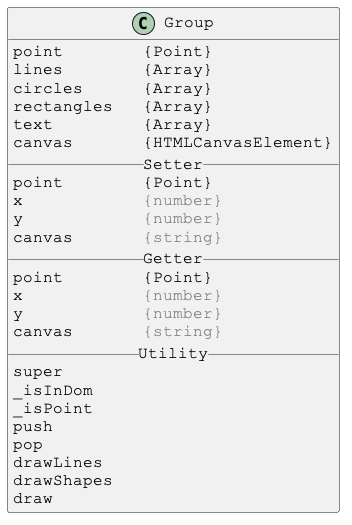 C Group
point {Point}
lines {Array}
circles {Array}
rectangles {Array}
text {Array}
canvas {HTMLCanvasElement}
Setter
point {Point}
x {number}
y {number}
canvas {string}
Getter
point {Point}
x {number}
y {number}
canvas {string}
Utility
super
_isInDom
_isPoint
push
pop
drawLines
drawShapes
draw